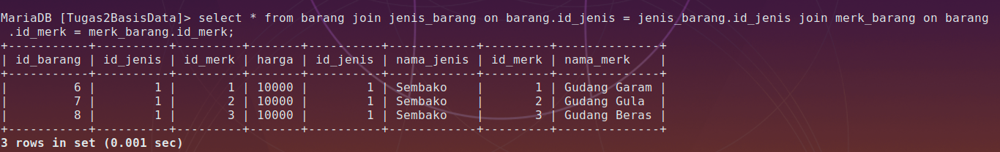 MariaDB [Tugas2BasisData]> select * from barang join jenis_barang on barang.id_jenis = jenis_barang.id_jenis join merk_barang on barang
.id_merk = merk_barang.id_merk;
+-----------+----------+---------+-------+----------+------------+---------+--------------+
| id_barang | id_jenis | id_merk | harga | id_jenis | nama_jenis | id_merk | nama_merk    |
+-----------+----------+---------+-------+----------+------------+---------+--------------+
|         6 |        1 |       1 | 10000 |        1 | Sembako    |       1 | Gudang Garam |
|         7 |        1 |       2 | 10000 |        1 | Sembako    |       2 | Gudang Gula  |
|         8 |        1 |       3 | 10000 |        1 | Sembako    |       3 | Gudang Beras |
+-----------+----------+---------+-------+----------+------------+---------+--------------+
3 rows in set (0.001 sec)